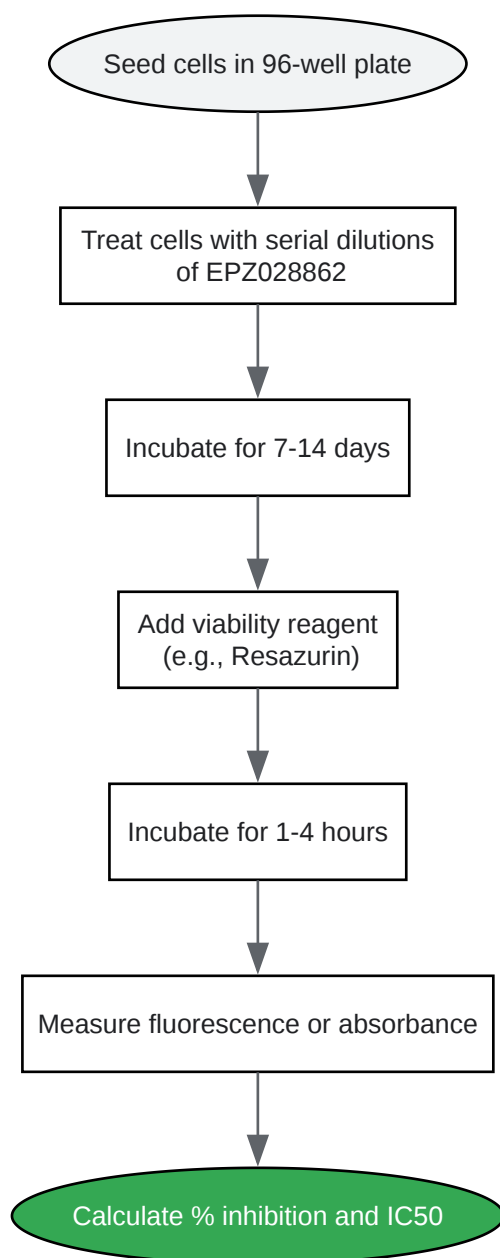 Seed cells in 96-well plate
Treat cells with serial dilutions
of EPZ028862
Incubate for 7-14 days
Add viability reagent
(e.g., Resazurin)
Incubate for 1-4 hours
Measure fluorescence or absorbance
Calculate % inhibition and IC50